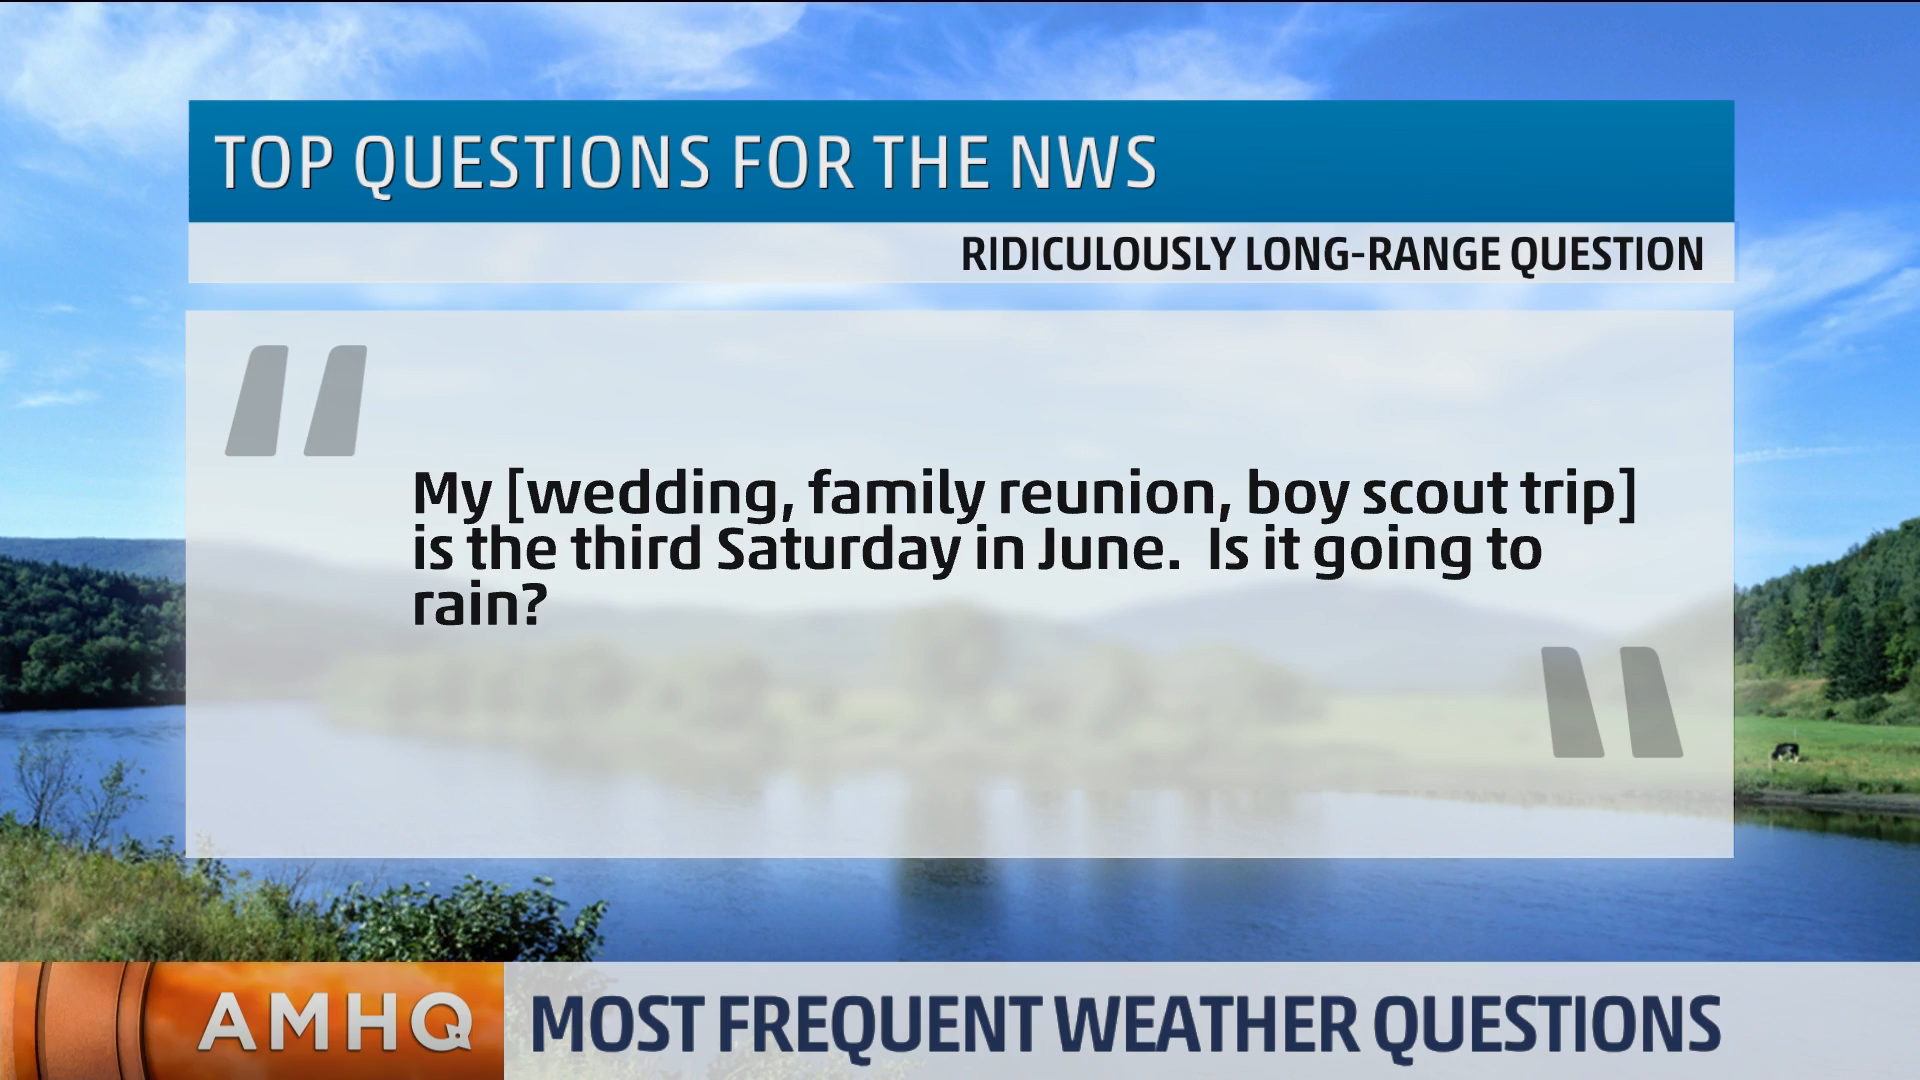 TOP QUESTIONS FOR THE NWS
RIDICULOUSLY LONG-RANGE QUESTION
"
My [wedding, family reunion, boy scout trip]
is the third Saturday in June.  Is it going to
rain?
"
AMHQ
MOST FREQUENT WEATHER QUESTIONS